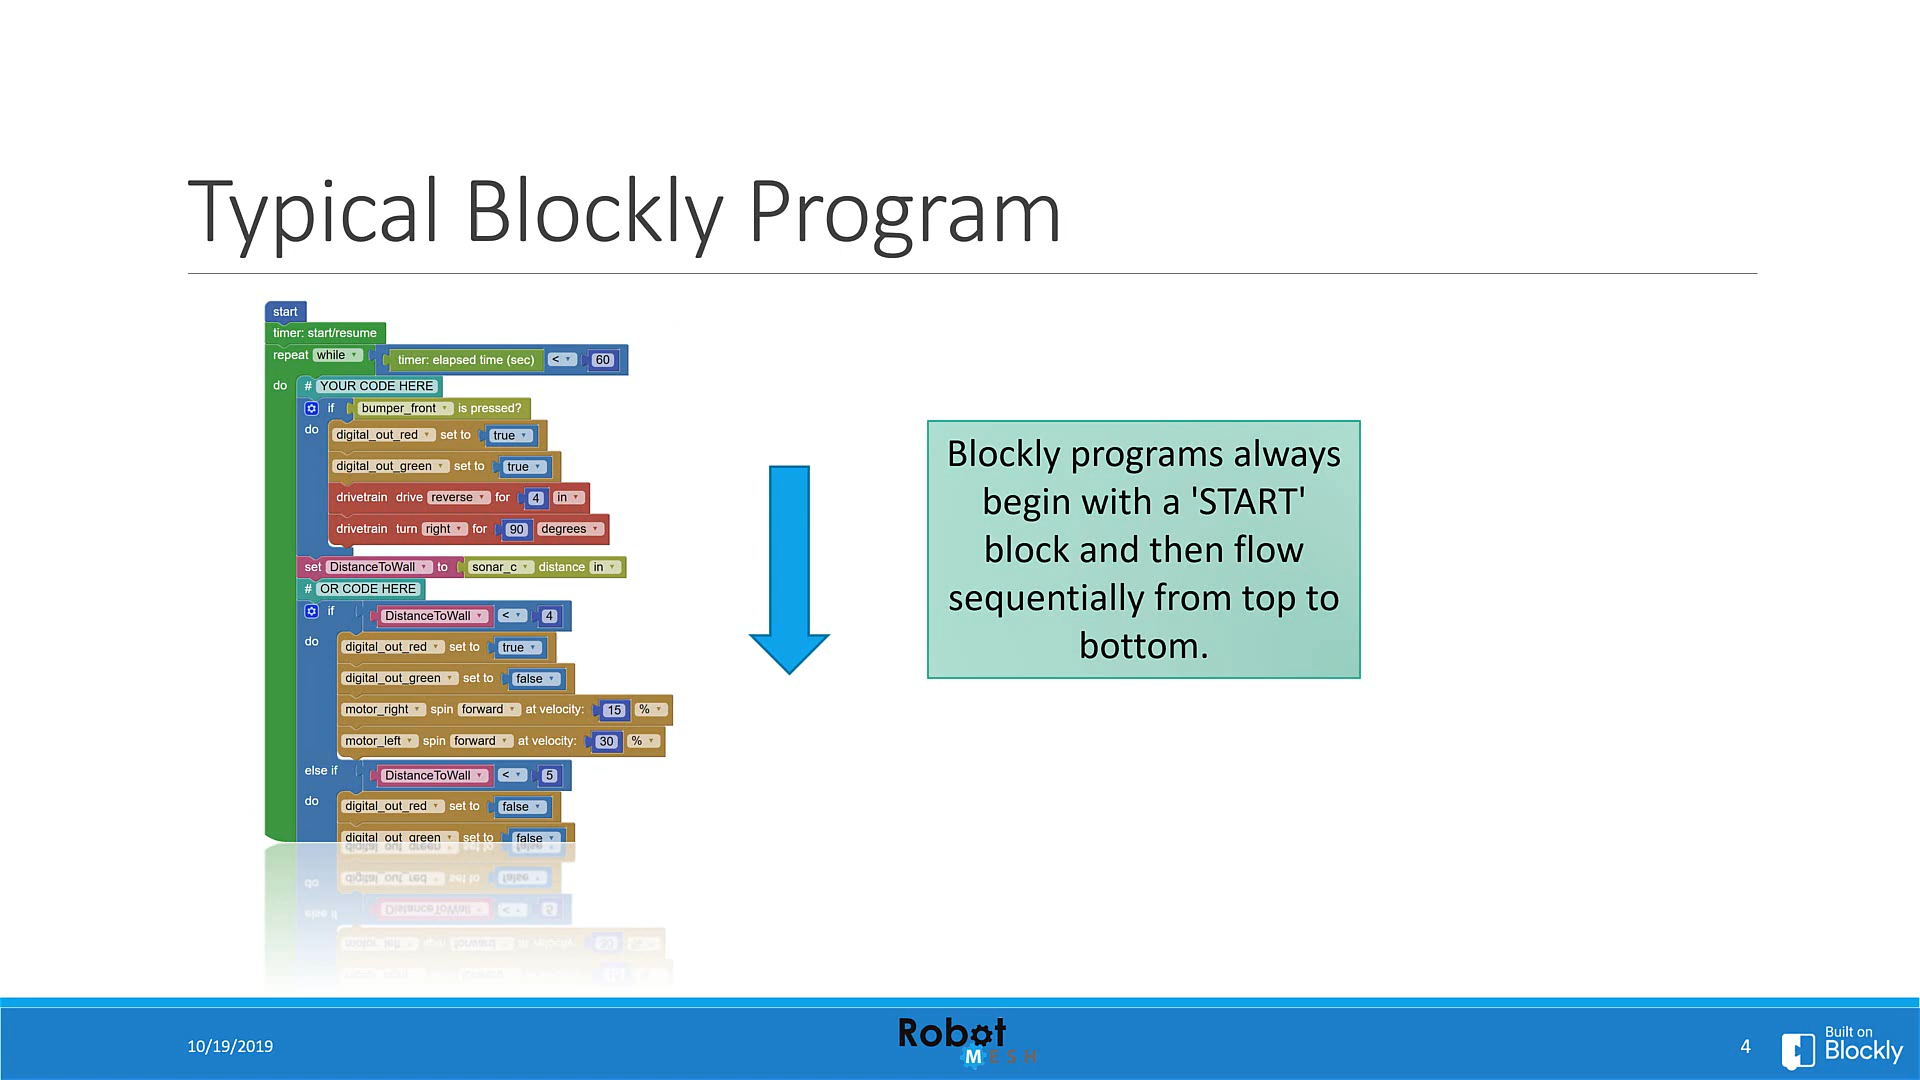 Typical Blockly Program
start
timer: start/resume
repeat while timer: elapsed time (sec) < 60
do # YOUR CODE HERE
if bumper_front is pressed?
do digital_out_red set to true
digital_out_green set to true
drivetrain drive reverse for 4 in
drivetrain turn right for 90 degrees
set DistanceToWall to sonar_c distance in
# OR CODE HERE
if DistanceToWall < 4
do digital_out_red set to true
digital_out_green set to false
motor_right spin forward at velocity: 15 %
motor_left spin forward at velocity: 30 %
else if DistanceToWall < 5
do digital_out_red set to false
digital_out_green set to false
Blockly programs always
begin with a 'START'
block and then flow
sequentially from top to
bottom.
10/19/2019
Robot
MESH
4
Built on
Blockly